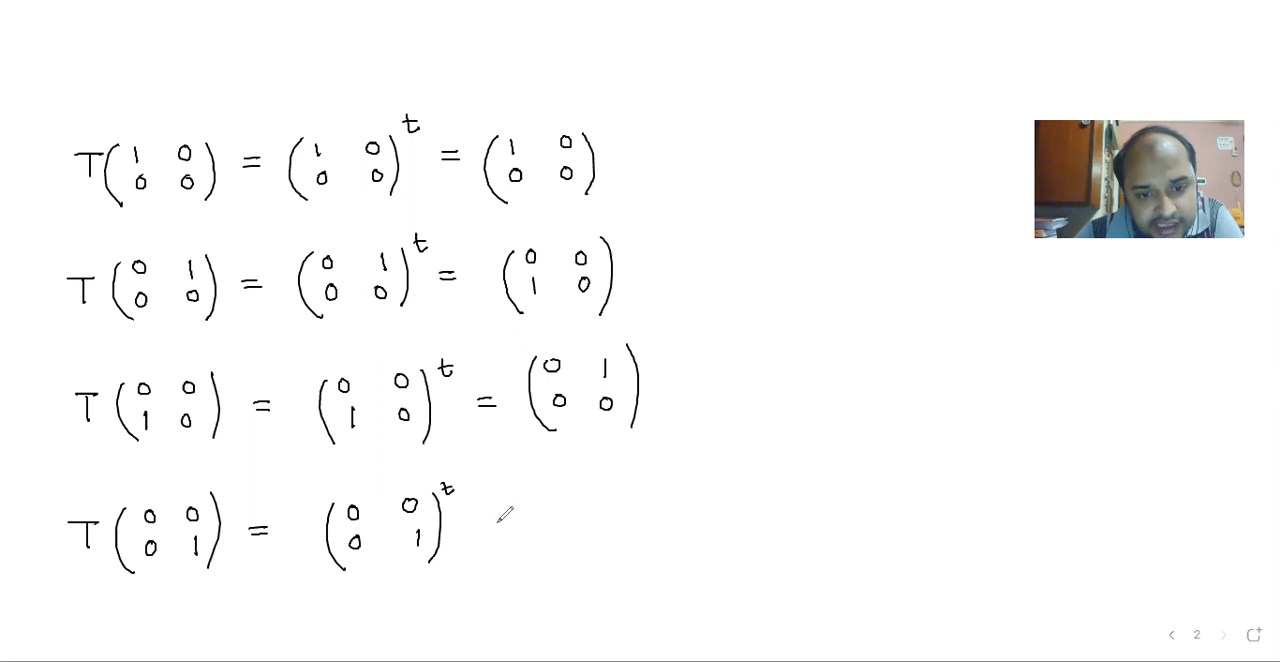 T(1 0 = (1 0)^t = (1 0
0 0) 0 0 0 0)
T(0 1 = (0 1)^t = (0 0
0 0) 0 0 1 0)
T(0 0 = (0 0)^t = (0 1
1 0) 1 0 0 0)
T(0 0 = (0 0)^t
0 1) 0 1
2